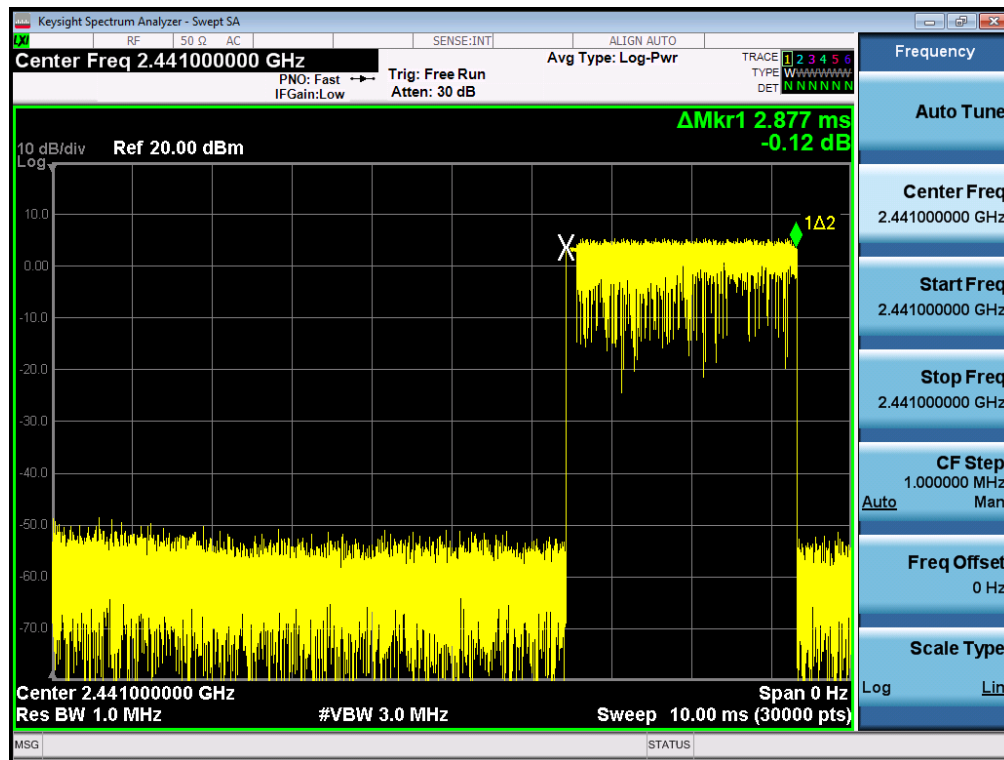 Keysight Spectrum Analyzer - Swept SA
LXI
RF
50 Ω
AC
SENSE:INT
ALIGN AUTO
Center Freq 2.441000000 GHz
PNO: Fast
IFGain:Low
Trig: Free Run
Atten: 30 dB
Avg Type: Log-Pwr
TRACE 1 2 3 4 5 6
TYPE WWWWWW
DET N N N N N N
ΔMkr1 2.877 ms
-0.12 dB
10 dB/div
Log
Ref 20.00 dBm
10.0
0.00
-10.0
-20.0
-30.0
-40.0
-50.0
-60.0
-70.0
1Δ2
Center 2.441000000 GHz
Span 0 Hz
Res BW 1.0 MHz
#VBW 3.0 MHz
Sweep 10.00 ms (30000 pts)
MSG
STATUS
Frequency
Auto Tune
Center Freq
2.441000000 GHz
Start Freq
2.441000000 GHz
Stop Freq
2.441000000 GHz
CF Step
1.000000 MHz
Auto
Man
Freq Offset
0 Hz
Scale Type
Log
Lin